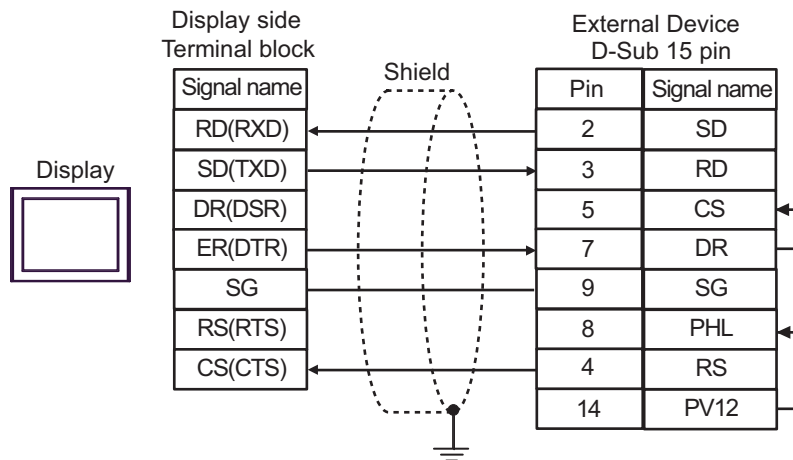 Display side
Terminal block
External Device
D-Sub 15 pin
Shield
Signal name
Pin Signal name
RD(RXD) 2 SD
SD(TXD) 3 RD
Display
DR(DSR) 5 CS
ER(DTR) 7 DR
SG 9 SG
RS(RTS) 8 PHL
CS(CTS) 4 RS
14 PV12